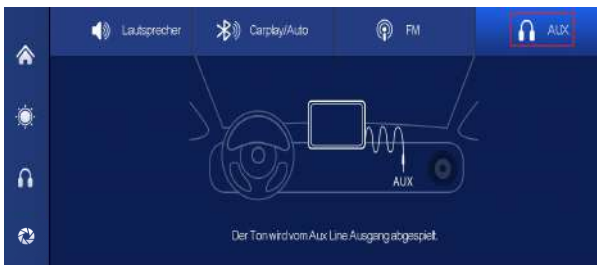 Lautsprecher
Carplay/Auto
FM
AUX
AUX
Der Ton wird vom Aux Line Ausgang abgespielt.